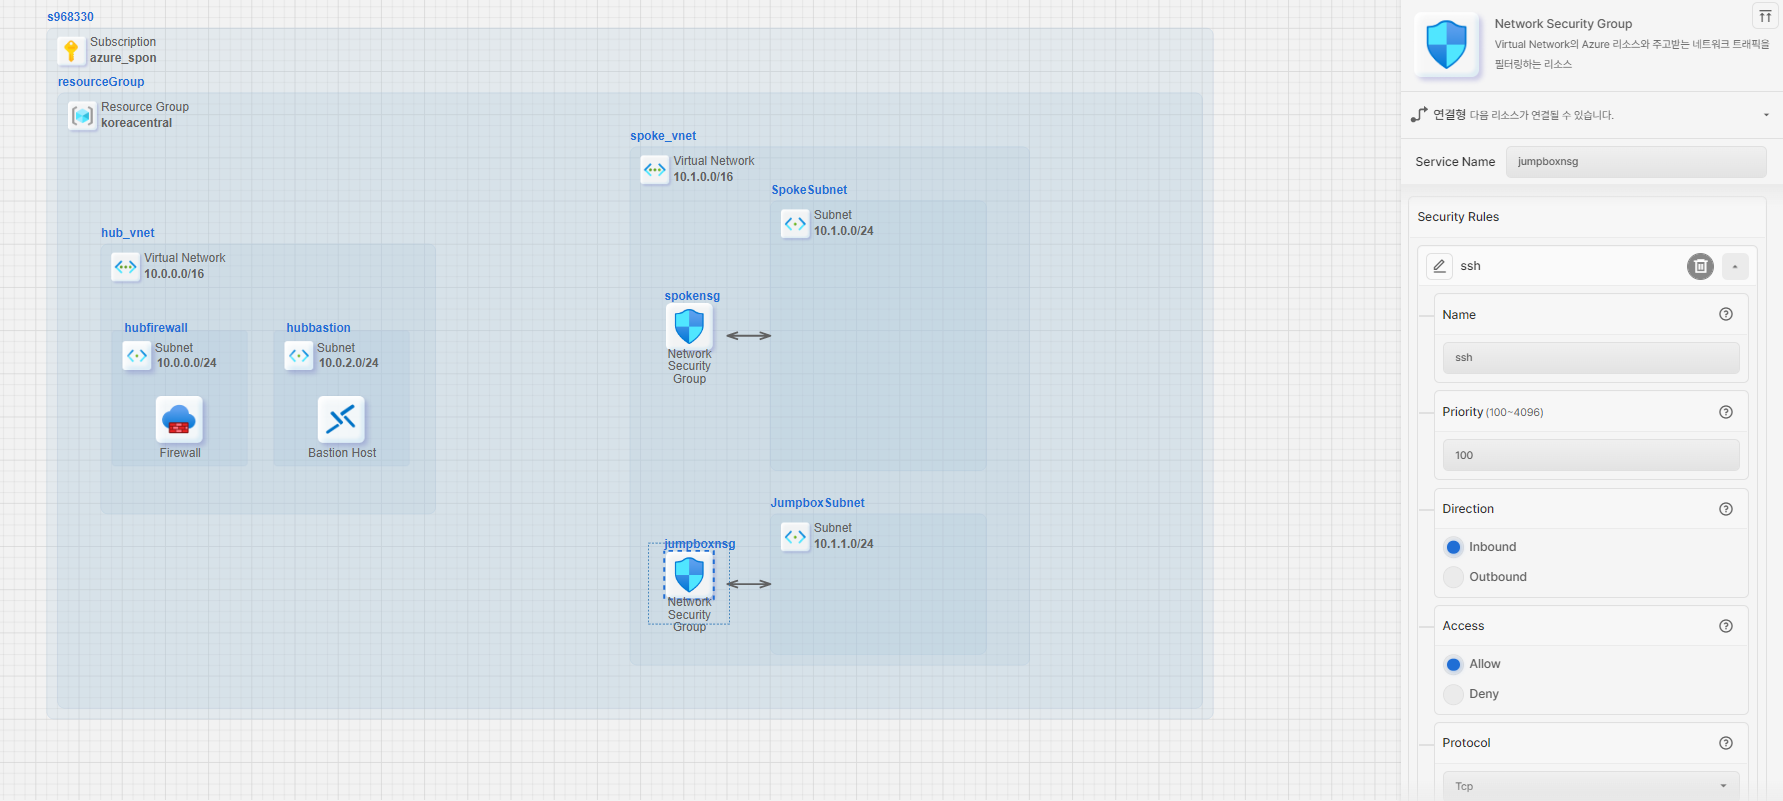 s968330
Subscription
azure_spon
resourceGroup
Resource Group
koreacentral
hub_vnet
Virtual Network
10.0.0.0/16
hubfirewall
Subnet
10.0.0.0/24
Firewall
hubbastion
Subnet
10.0.2.0/24
Bastion Host
spoke_vnet
Virtual Network
10.1.0.0/16
SpokeSubnet
Subnet
10.1.0.0/24
spokensg
Network
Security
Group
JumpboxSubnet
Subnet
10.1.1.0/24
jumpboxnsg
Network
Security
Group
Network Security Group
Virtual Network의 Azure 리소스와 주고받는 네트워크 트래픽을
필터링하는 리소스
연결형 다음 리소스가 연결될 수 있습니다.
Service Name
jumpboxnsg
Security Rules
ssh
Name
ssh
Priority (100~4096)
100
Direction
Inbound
Outbound
Access
Allow
Deny
Protocol
Tcp